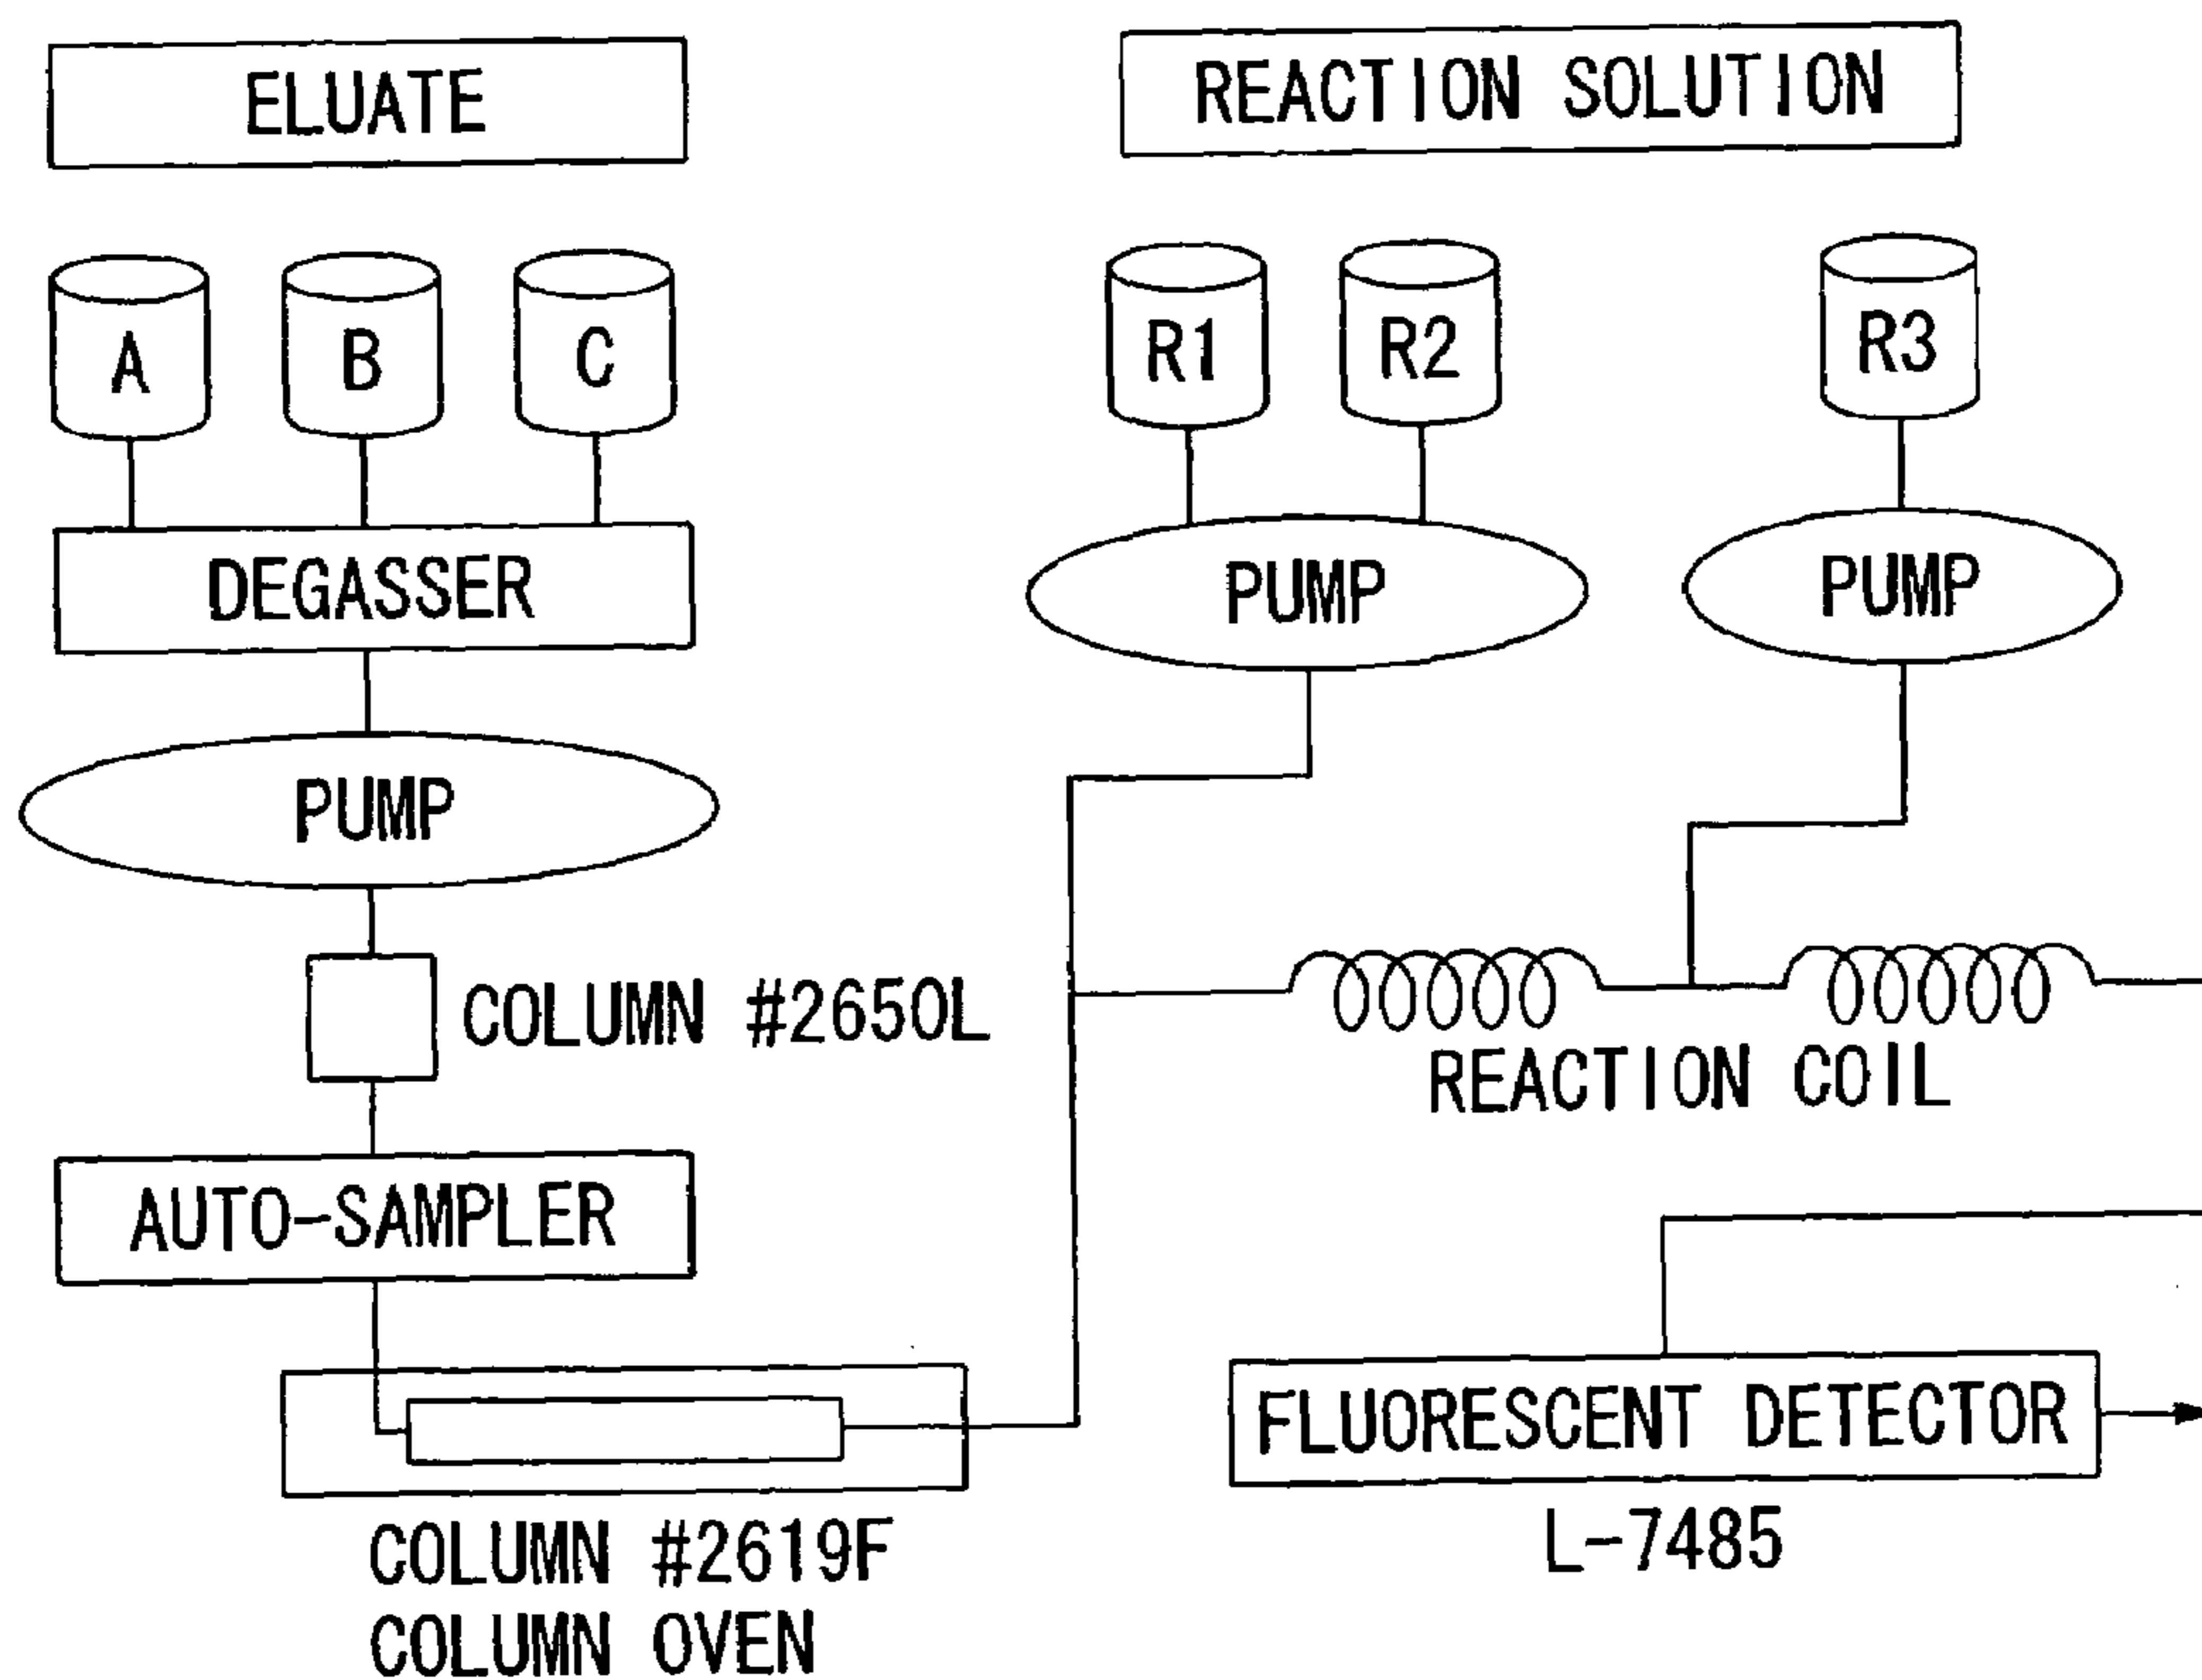 ELUATE
REACTION SOLUTION
A
B
C
R1
R2
R3
DEGASSER
PUMP
PUMP
PUMP
COLUMN #2650L
REACTION COIL
AUTO-SAMPLER
FLUORESCENT DETECTOR
L-7485
COLUMN #2619F
COLUMN OVEN